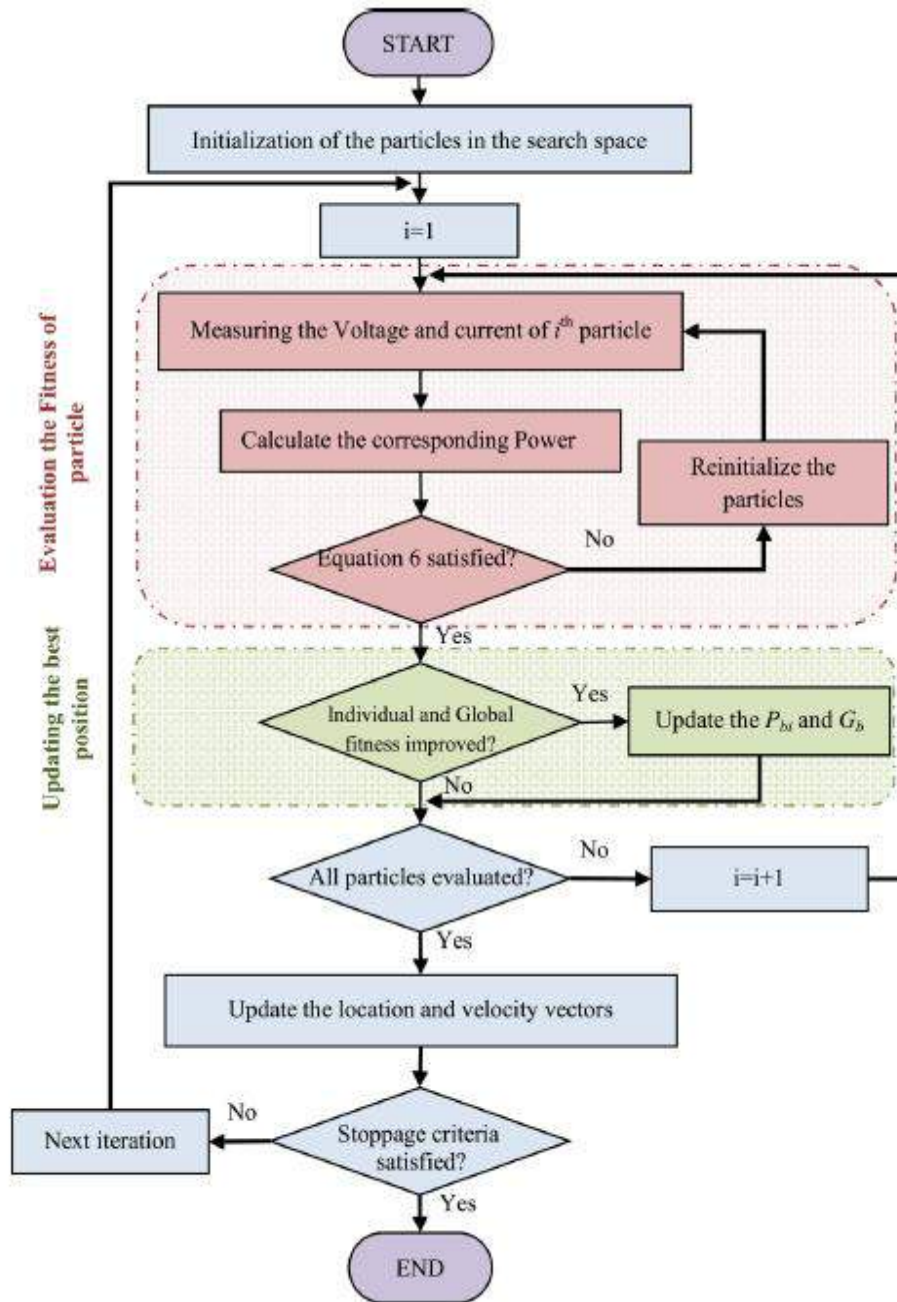 START
Initialization of the particles in the search space
i=1
Evaluation the Fitness of
particle
Measuring the Voltage and current of iᵗʰ particle
Calculate the corresponding Power
Reinitialize the
particles
Equation 6 satisfied?
No
Yes
Updating the best
position
Individual and Global
fitness improved?
Yes
Update the P_bi and G_b
No
All particles evaluated?
No
i=i+1
Yes
Update the location and velocity vectors
Stoppage criteria
satisfied?
No
Next iteration
Yes
END